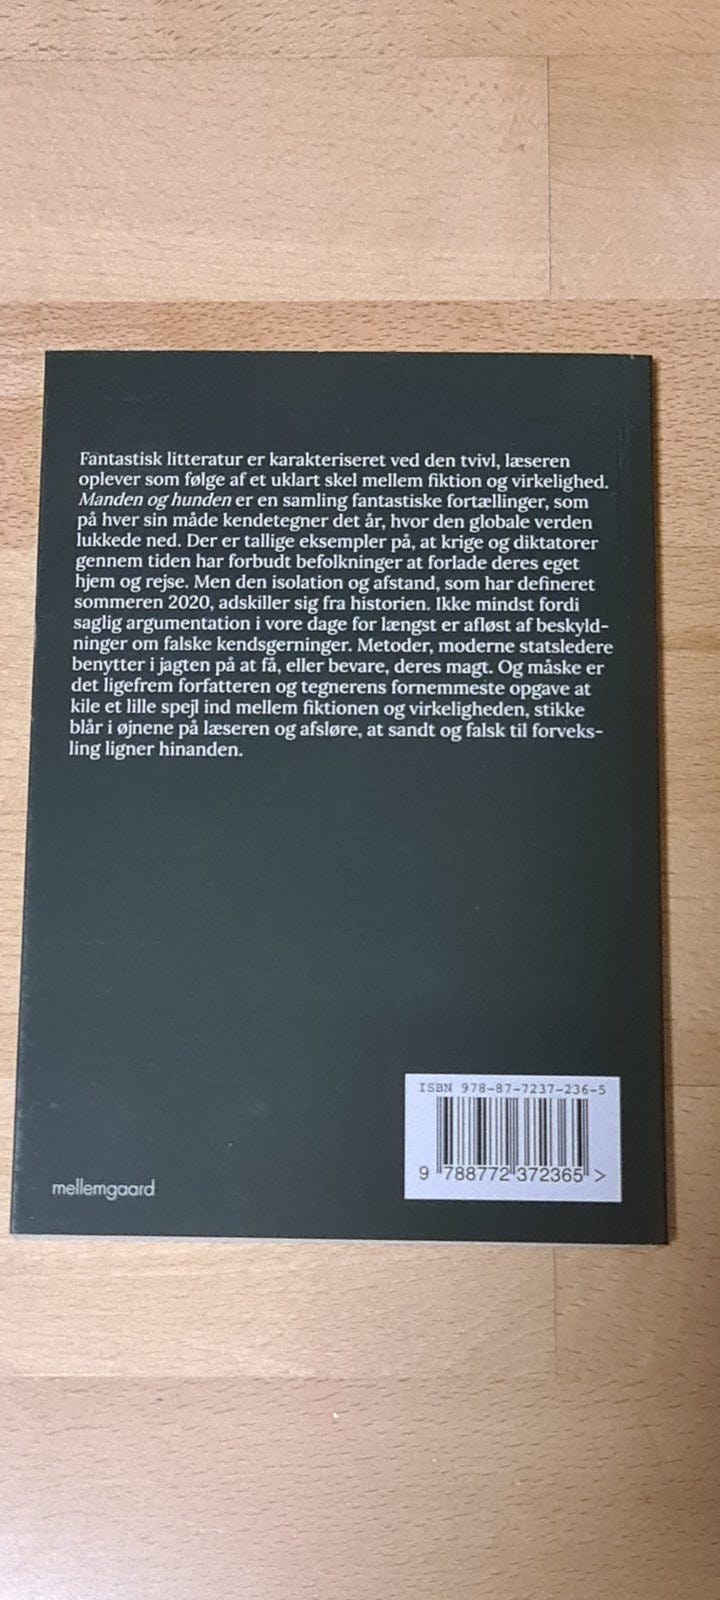 Fantastisk litteratur er karakteriseret ved den tvivl, læseren
oplever som følge af et uklart skel mellem fiktion og virkelighed.
Manden og hunden er en samling fantastiske fortællinger, som
på hver sin måde kendetegner det år, hvor den globale verden
lukkede ned. Der er tallige eksempler på, at krige og diktatorer
gennem tiden har forbudt befolkninger at forlade deres eget
hjem og rejse. Men den isolation og afstand, som har defineret
sommeren 2020, adskiller sig fra historien. Ikke mindst fordi
saglig argumentation i vore dage for længst er afløst af beskyld-
ninger om falske kendsgerninger. Metoder, moderne statsledere
benytter i jagten på at få, eller bevare, deres magt. Og måske er
det ligefrem forfatteren og tegnerens fornemmeste opgave at
kile et lille spejl ind mellem fiktionen og virkeligheden, stikke
blår i øjnene på læseren og afsløre, at sandt og falsk til forveks-
ling ligner hinanden.
ISBN 978-87-7237-236-5
9 788772 372365 >
mellemgaard